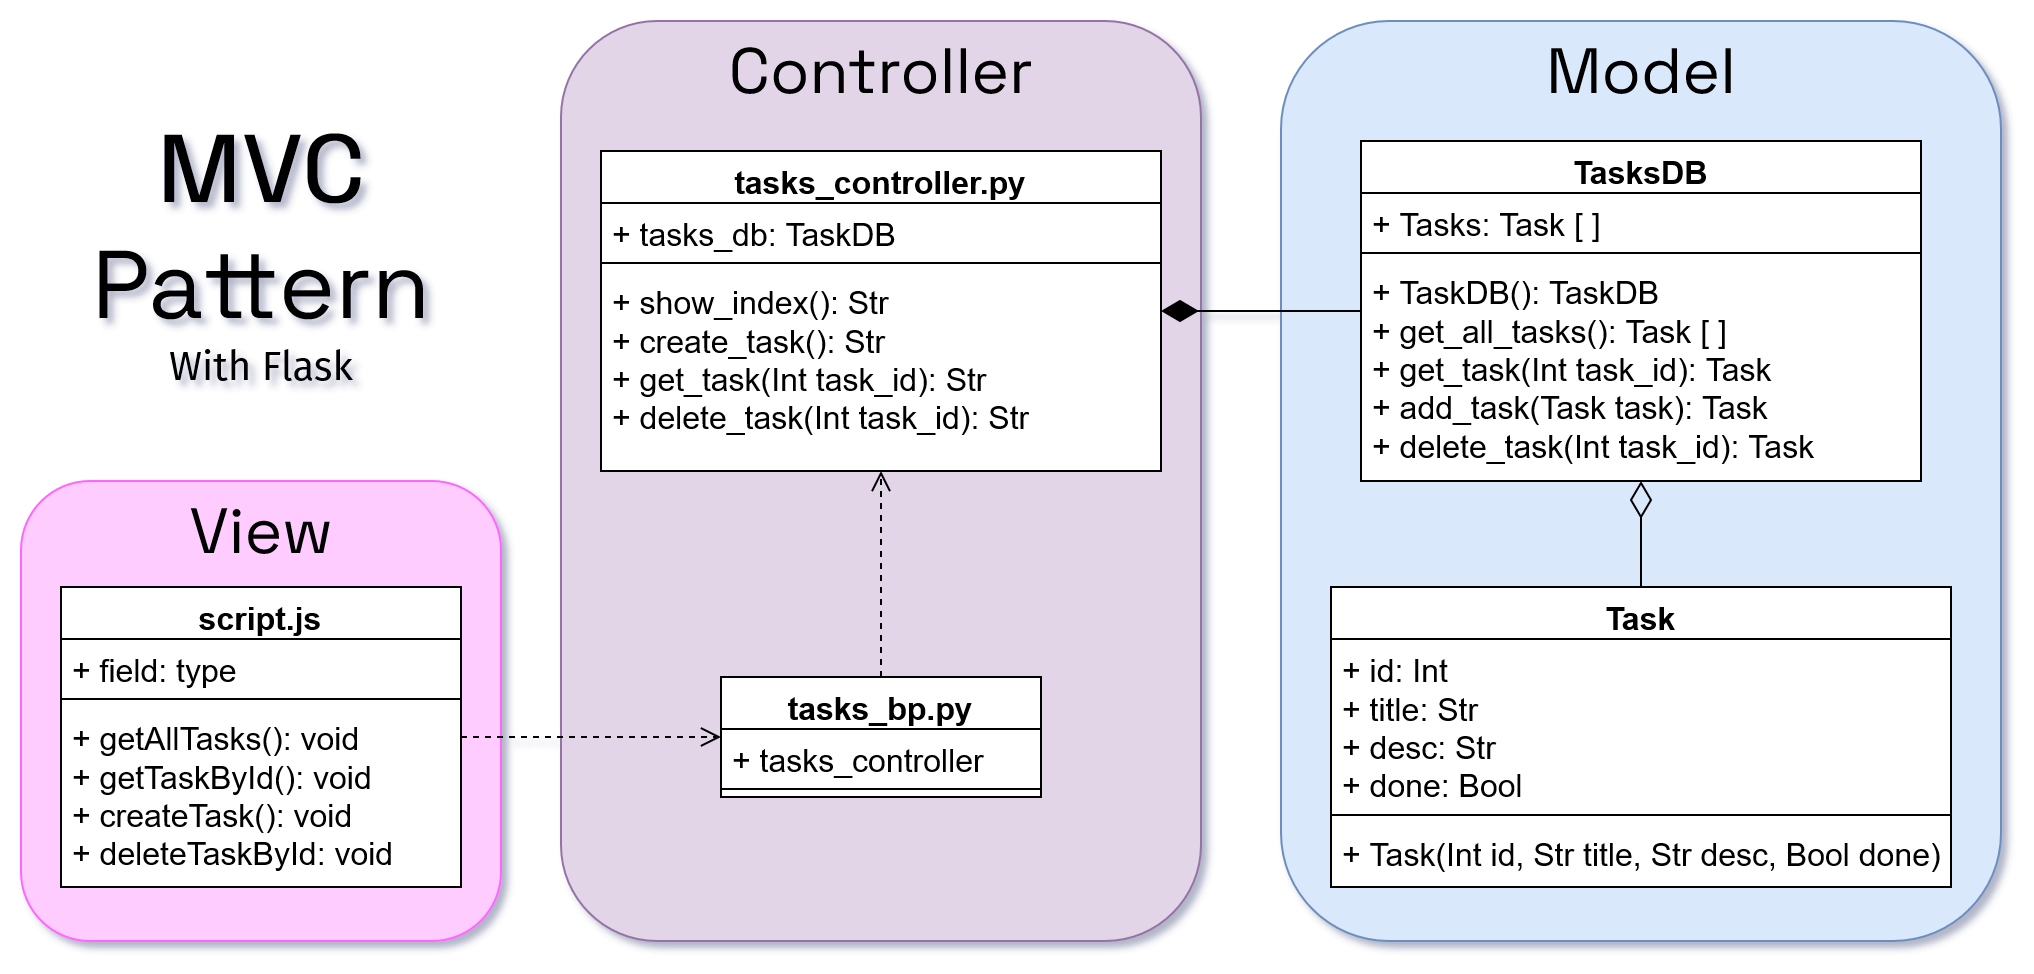 MVC
Pattern
With Flask
View
script.js
+ field: type
+ getAllTasks(): void
+ getTaskById(): void
+ createTask(): void
+ deleteTaskById: void
Controller
tasks_controller.py
+ tasks_db: TaskDB
+ show_index(): Str
+ create_task(): Str
+ get_task(Int task_id): Str
+ delete_task(Int task_id): Str
tasks_bp.py
+ tasks_controller
Model
TasksDB
+ Tasks: Task [ ]
+ TaskDB(): TaskDB
+ get_all_tasks(): Task [ ]
+ get_task(Int task_id): Task
+ add_task(Task task): Task
+ delete_task(Int task_id): Task
Task
+ id: Int
+ title: Str
+ desc: Str
+ done: Bool
+ Task(Int id, Str title, Str desc, Bool done)